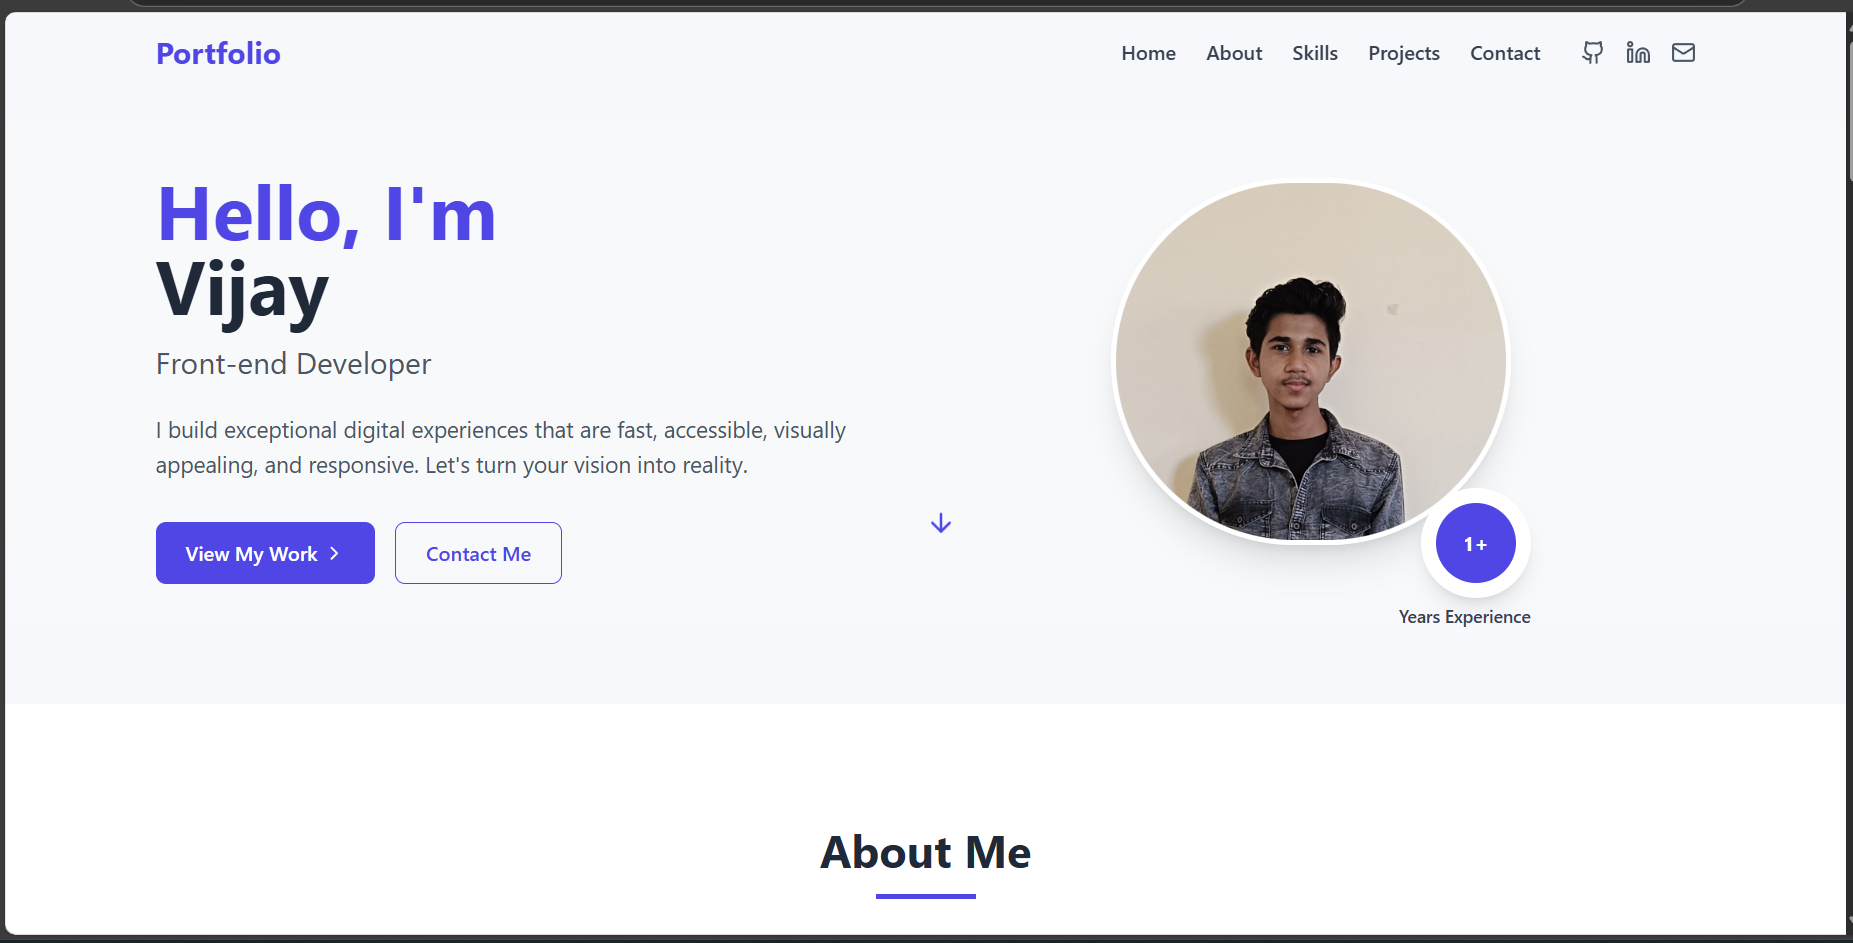 Portfolio
Home About Skills Projects Contact
Hello, I'm
Vijay
Front-end Developer
I build exceptional digital experiences that are fast, accessible, visually
appealing, and responsive. Let's turn your vision into reality.
View My Work
Contact Me
1+
Years Experience
About Me